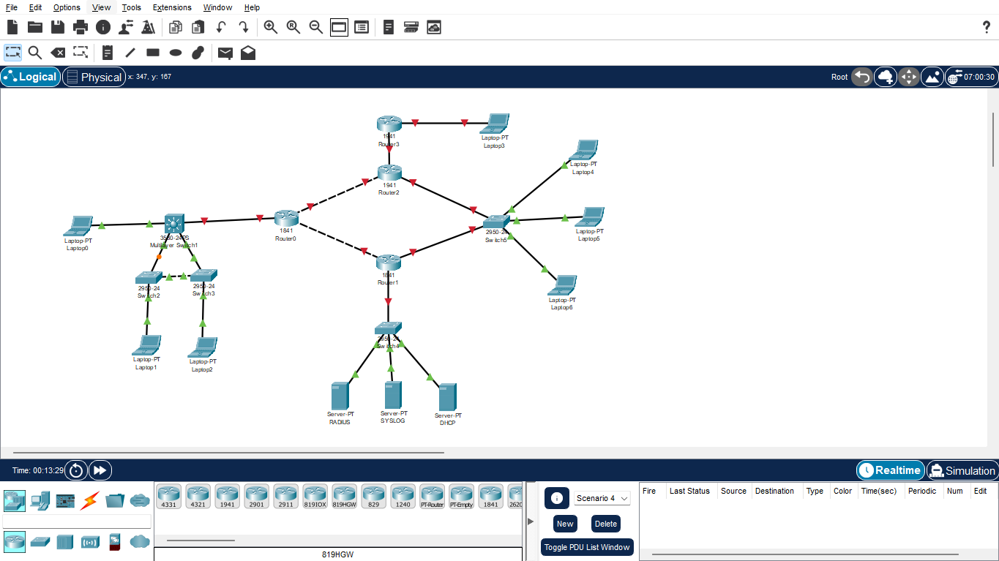 File Edit Options View Tools Extensions Window Help
?
Logical Physical x: 347, y: 167 Root 07:00:30
1941
Router3
Laptop-PT
Laptop3
Laptop-PT
Laptop4
1941
Router2
Laptop-PT
Laptop0
3560-24PS
Multilayer Switch1
1841
Router0
2950-24
Switch5
Laptop-PT
Laptop5
1841
Router1
2950-24
Switch2
2950-24
Switch3
Laptop-PT
Laptop6
2950-24
Switch4
Laptop-PT
Laptop1
Laptop-PT
Laptop2
Server-PT
RADIUS
Server-PT
SYSLOG
Server-PT
DHCP
Time: 00:13:29 Realtime Simulation
4331 4321 1941 2901 2911 819IOX 819HGW 829 1240 PT-Router PT-Empty 1841 2620
819HGW
Scenario 4
New Delete
Toggle PDU List Window
Fire Last Status Source Destination Type Color Time(sec) Periodic Num Edit